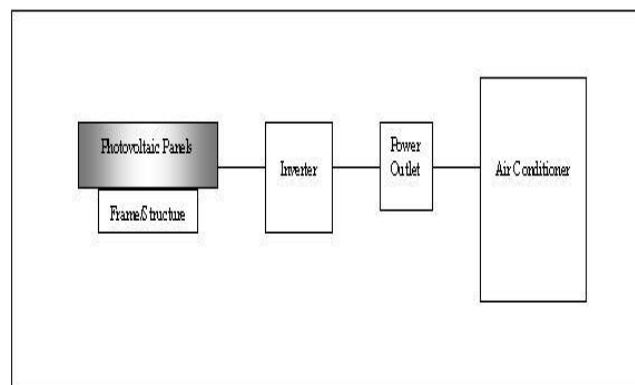 Photovoltaic Panels
Frame/Structure
Inverter
Power
Outlet
Air Conditioner